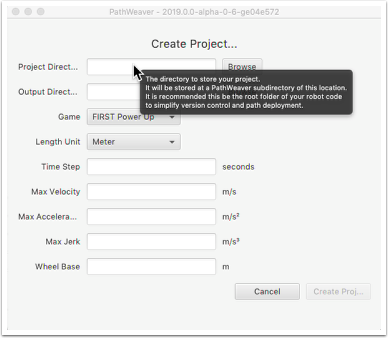 PathWeaver - 2019.0.0-alpha-0-6-ge04e572
Create Project...
Project Direct... Browse
The directory to store your project.
It will be stored at a PathWeaver subdirectory of this location.
It is recommended this be the root folder of your robot code
to simplify version control and path deployment.
Output Direct...
Game FIRST Power Up
Length Unit Meter
Time Step seconds
Max Velocity m/s
Max Accelera... m/s²
Max Jerk m/s³
Wheel Base m
Cancel Create Proj...